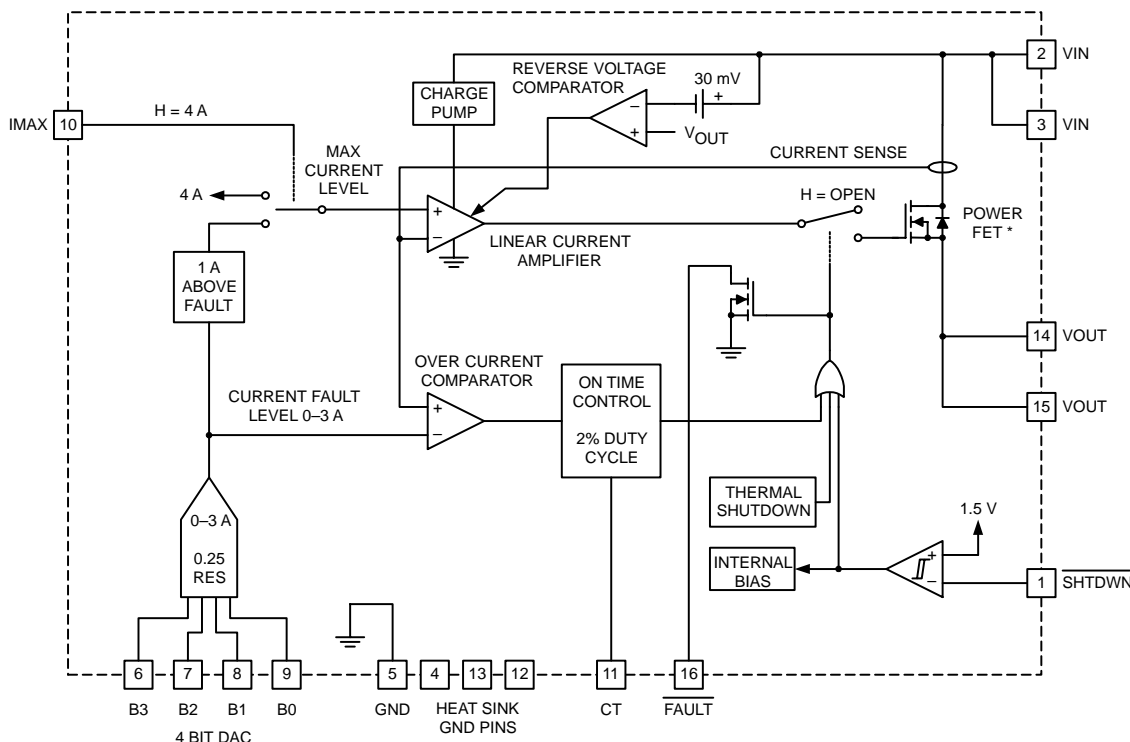 REVERSE VOLTAGE
COMPARATOR
30 mV
+
2
VIN
CHARGE
PUMP
–
+
VOUT
IMAX
10
H = 4 A
3
VIN
MAX
CURRENT
LEVEL
CURRENT SENSE
4 A
+
–
H = OPEN
POWER
FET *
LINEAR CURRENT
AMPLIFIER
1 A
ABOVE
FAULT
14
VOUT
OVER CURRENT
COMPARATOR
CURRENT FAULT
LEVEL 0–3 A
+
–
ON TIME
CONTROL
2% DUTY
CYCLE
15
VOUT
THERMAL
SHUTDOWN
0–3 A
0.25
RES
1.5 V
INTERNAL
BIAS
+
–
1
SHTDWN
6
7
8
9
5
4
13
12
11
16
B3
B2
B1
B0
GND
HEAT SINK
GND PINS
CT
FAULT
4 BIT DAC